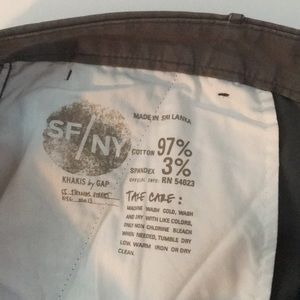 MADE IN SRI LANKA
SF/NY
COTTON 97%
SPANDEX 3%
RN 54023
KHAKIS by GAP
TAKE CARE:
MACHINE WASH COLD, WASH
AND DRY WITH LIKE COLORS,
ONLY NON CHLORINE BLEACH
WHEN NEEDED, TUMBLE DRY
LOW, WARM IRON OR DRY
CLEAN.